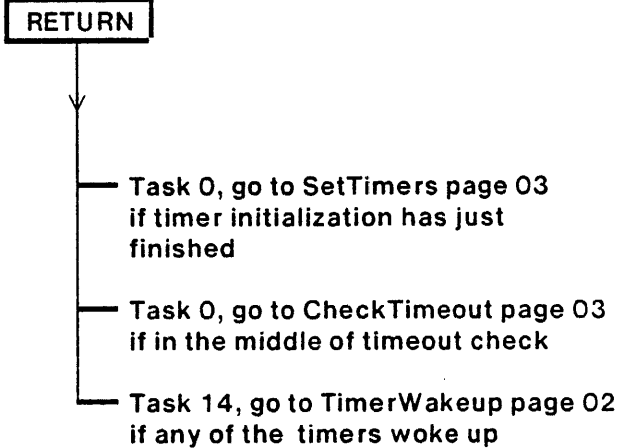 RETURN
Task 0, go to SetTimers page 03
if timer initialization has just
finished
Task 0, go to CheckTimeout page 03
if in the middle of timeout check
Task 14, go to TimerWakeup page 02
if any of the timers woke up